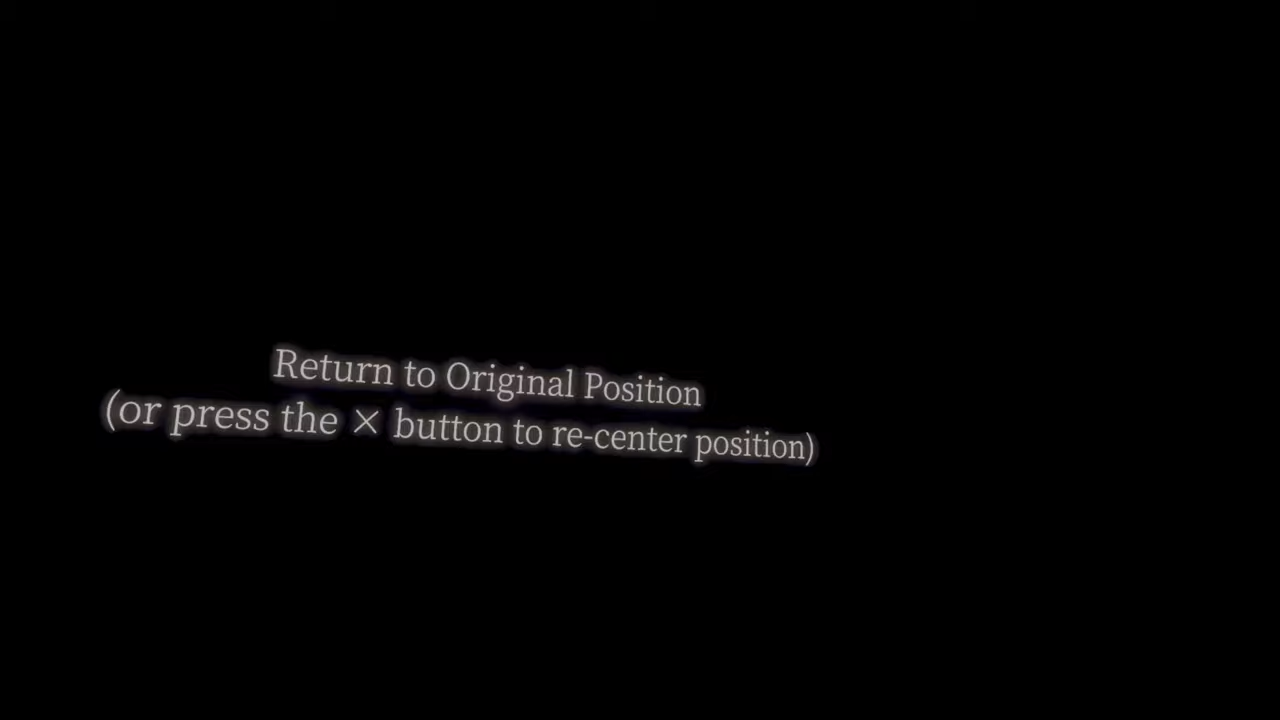 Return to Original Position
(or press the × button to re-center position)